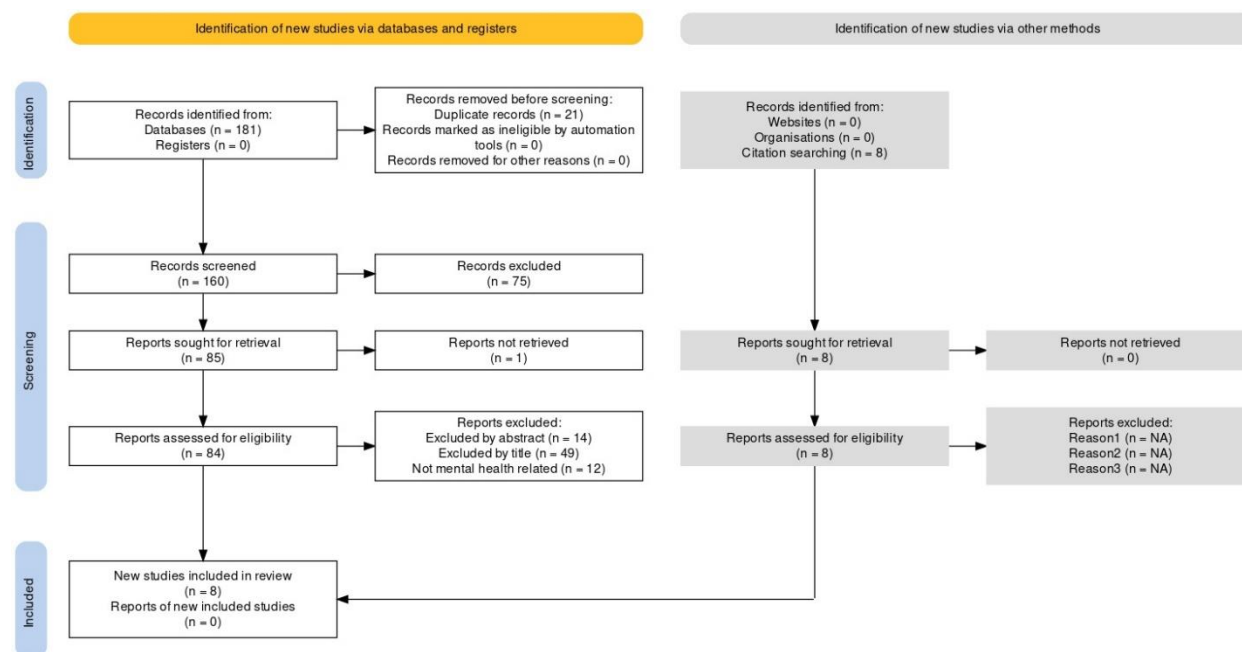 Identification of new studies via databases and registers
Identification of new studies via other methods
Identification
Records identified from:
Databases (n = 181)
Registers (n = 0)
Records removed before screening:
Duplicate records (n = 21)
Records marked as ineligible by automation
tools (n = 0)
Records removed for other reasons (n = 0)
Records identified from:
Websites (n = 0)
Organisations (n = 0)
Citation searching (n = 8)
Screening
Records screened
(n = 160)
Records excluded
(n = 75)
Reports sought for retrieval
(n = 85)
Reports not retrieved
(n = 1)
Reports sought for retrieval
(n = 8)
Reports not retrieved
(n = 0)
Reports assessed for eligibility
(n = 84)
Reports excluded:
Excluded by abstract (n = 14)
Excluded by title (n = 49)
Not mental health related (n = 12)
Reports assessed for eligibility
(n = 8)
Reports excluded:
Reason1 (n = NA)
Reason2 (n = NA)
Reason3 (n = NA)
Included
New studies included in review
(n = 8)
Reports of new included studies
(n = 0)